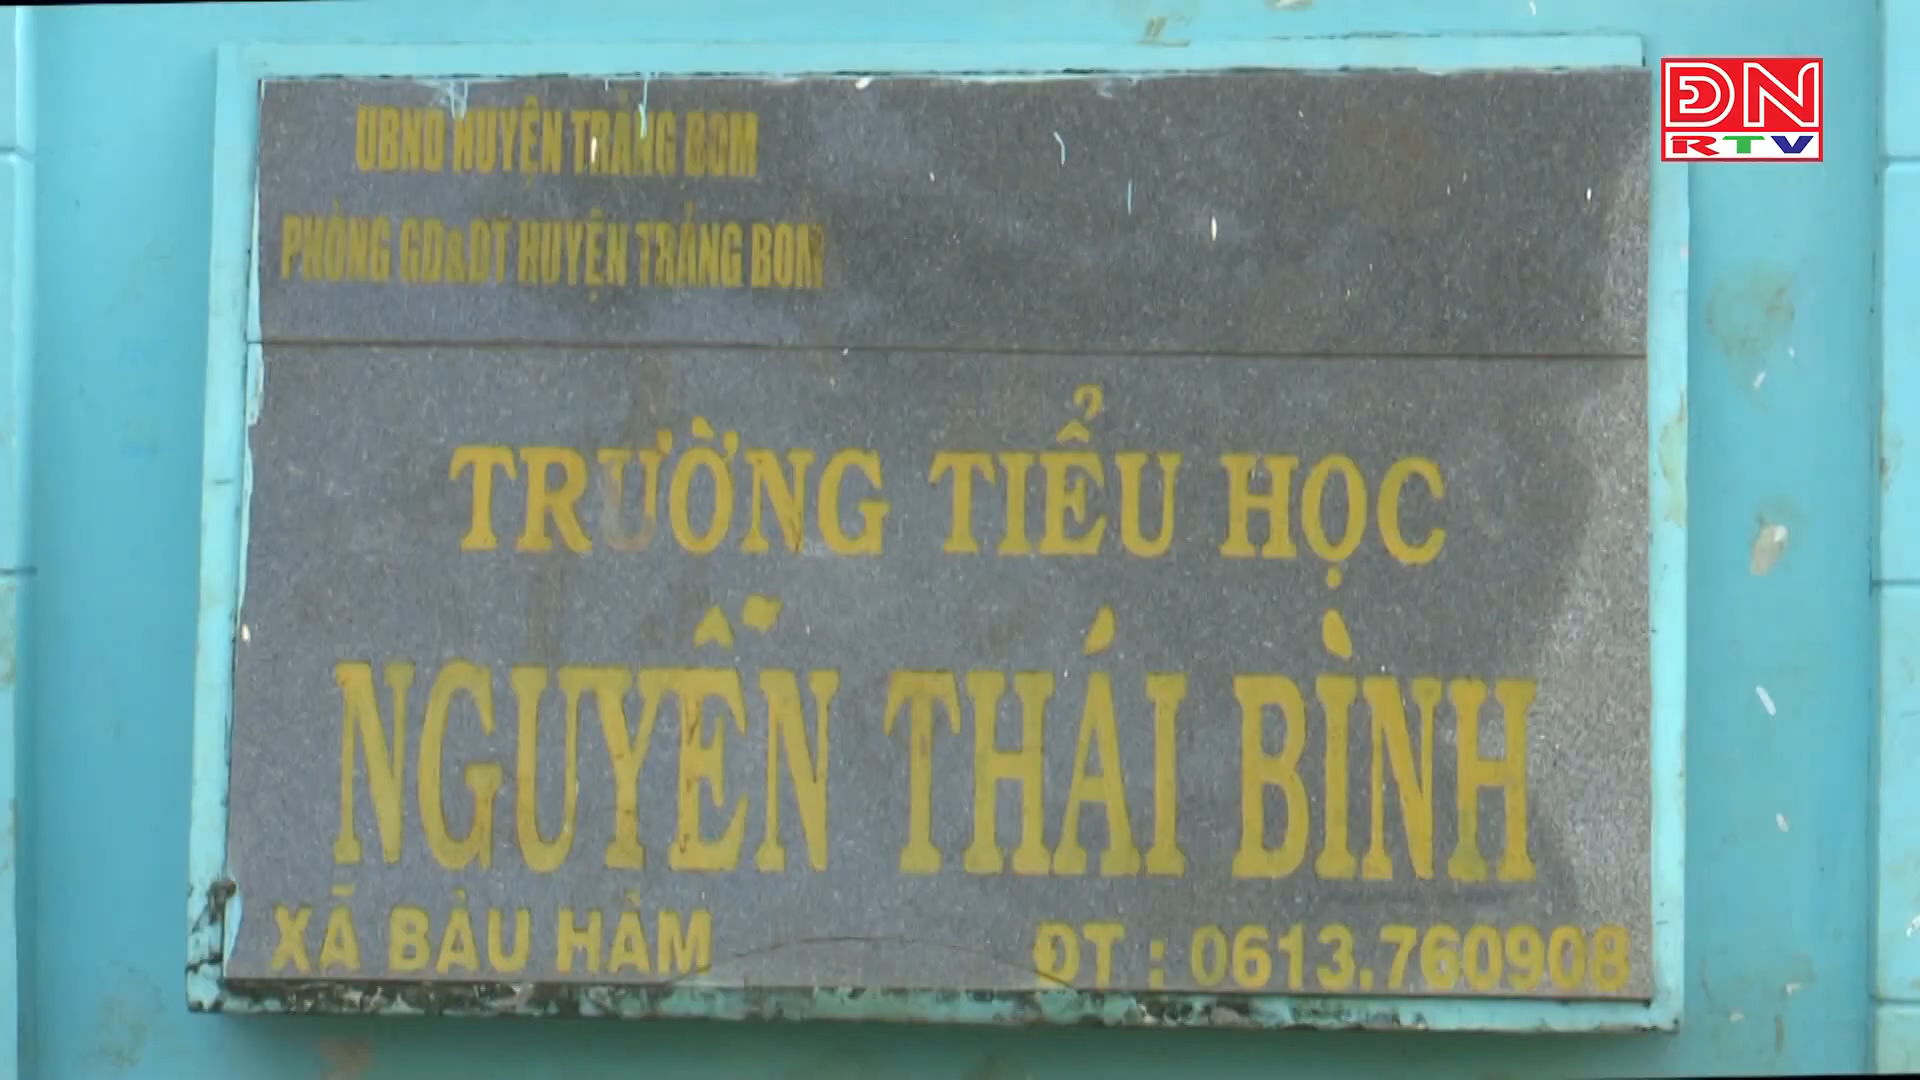 UBND HUYỆN TRẢNG BOM
ĐN
RTV
PHÒNG GD&ĐT HUYỆN TRẢNG BOM
TRƯỜNG TIỂU HỌC
NGUYỄN THÁI BÌNH
XÃ BÀU HÀM
ĐT : 0613.760908